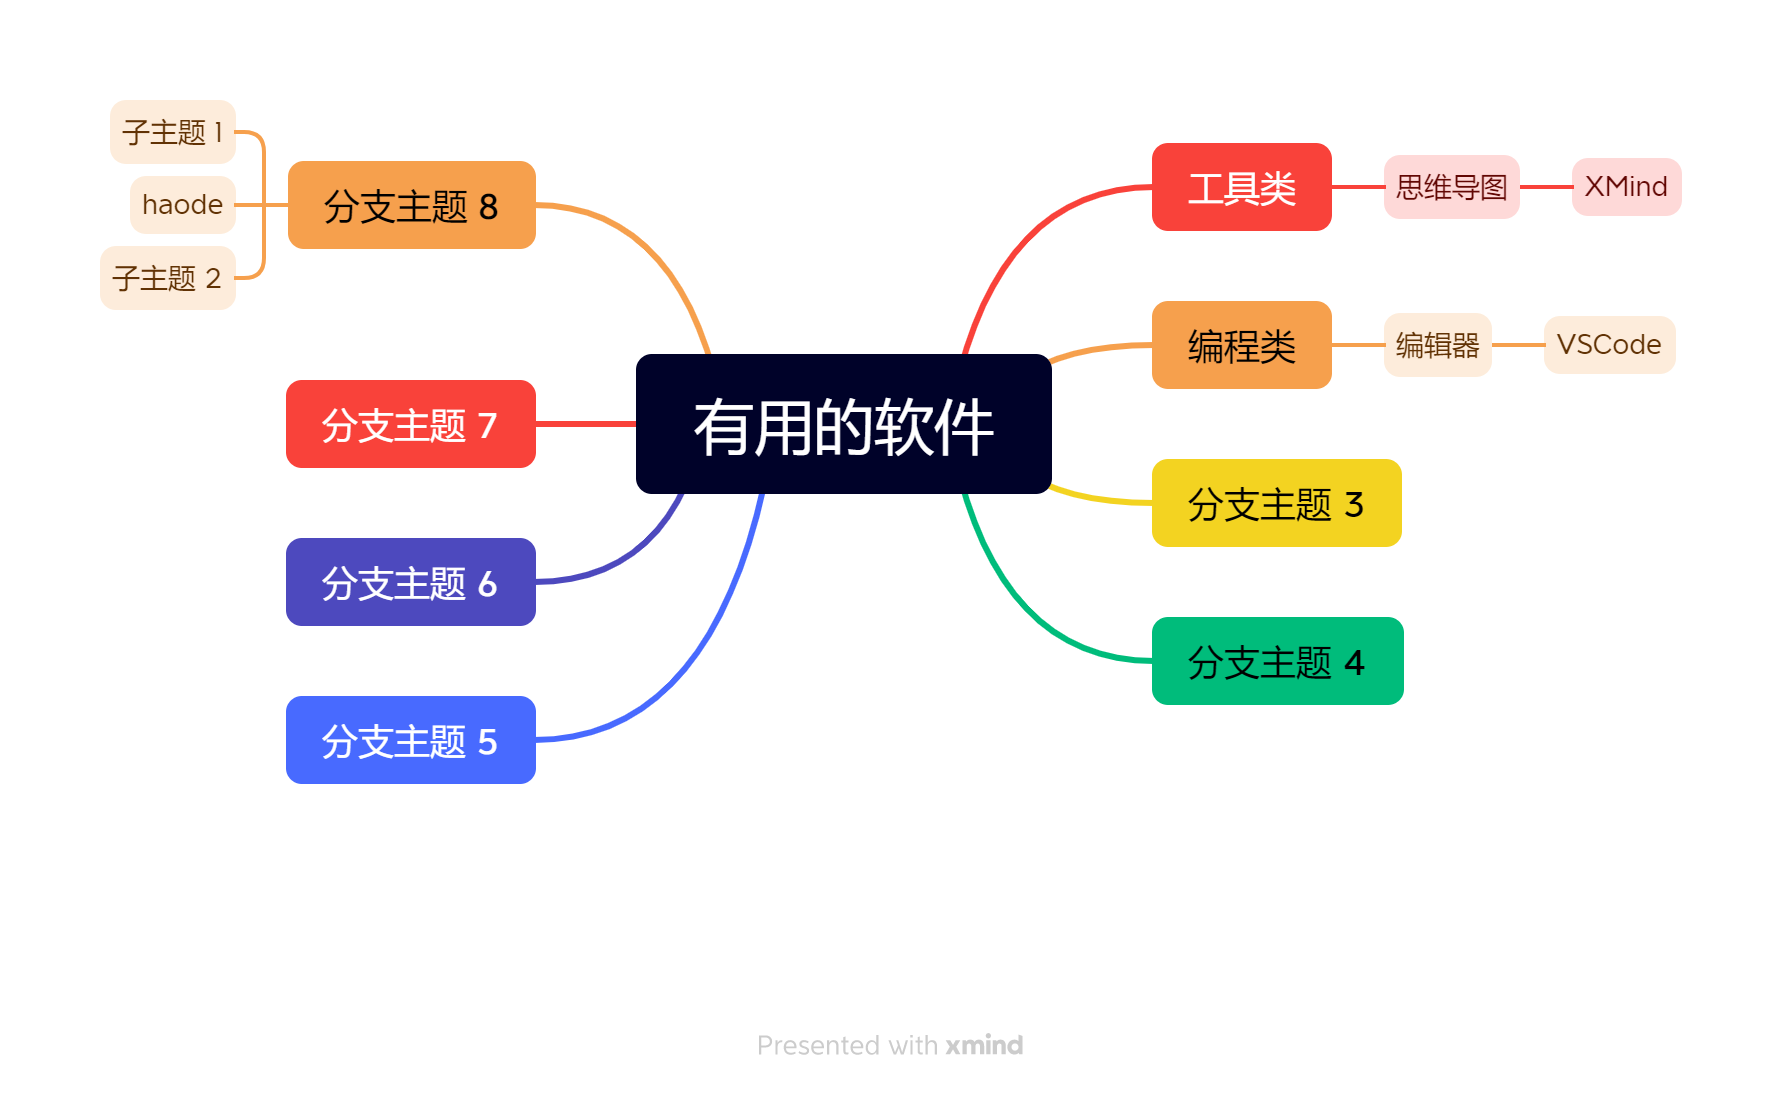 有用的软件
工具类
思维导图
XMind
编程类
编辑器
VSCode
分支主题 3
分支主题 4
分支主题 5
分支主题 6
分支主题 7
分支主题 8
子主题 1
haode
子主题 2
Presented with xmind